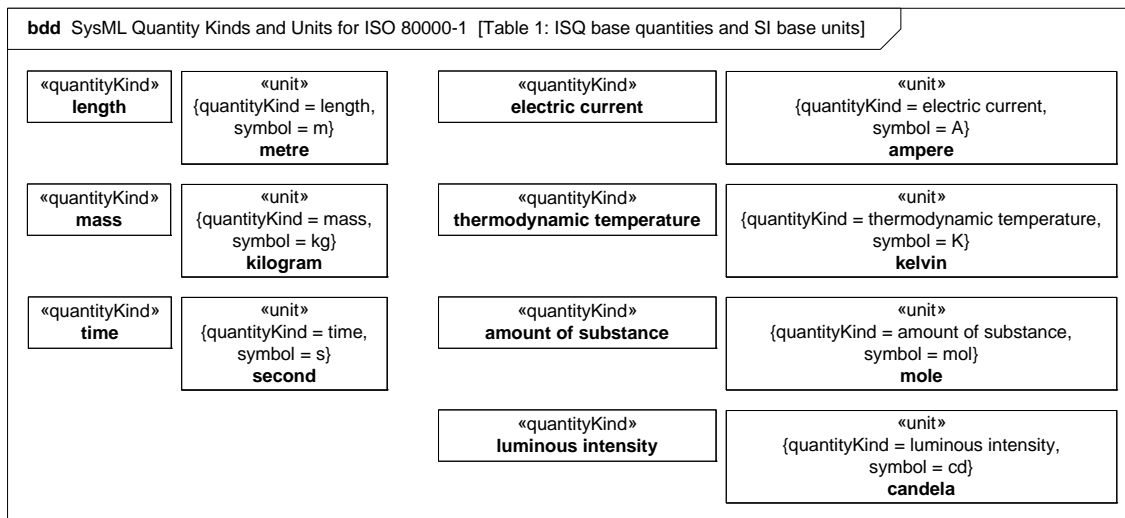 bdd SysML Quantity Kinds and Units for ISO 80000-1 [Table 1: ISQ base quantities and SI base units]
«quantityKind»
length
«unit»
{quantityKind = length,
symbol = m}
metre
«quantityKind»
electric current
«unit»
{quantityKind = electric current,
symbol = A}
ampere
«quantityKind»
mass
«unit»
{quantityKind = mass,
symbol = kg}
kilogram
«quantityKind»
thermodynamic temperature
«unit»
{quantityKind = thermodynamic temperature,
symbol = K}
kelvin
«quantityKind»
time
«unit»
{quantityKind = time,
symbol = s}
second
«quantityKind»
amount of substance
«unit»
{quantityKind = amount of substance,
symbol = mol}
mole
«quantityKind»
luminous intensity
«unit»
{quantityKind = luminous intensity,
symbol = cd}
candela